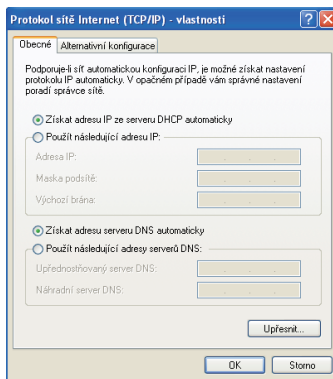 Protokol sítě Internet (TCP/IP) - vlastnosti
Obecné
Alternativní konfigurace
Podporuje-li síť automatickou konfiguraci IP, je možné získat nastavení
protokolu IP automaticky. V opačném případě vám správné nastavení
poradí správce sítě.
Získat adresu IP ze serveru DHCP automaticky
Použít následující adresu IP:
Adresa IP:
Maska podsítě:
Výchozí brána:
Získat adresu serveru DNS automaticky
Použít následující adresy serverů DNS:
Upřednostňovaný server DNS:
Náhradní server DNS:
Upřesnit...
OK
Storno